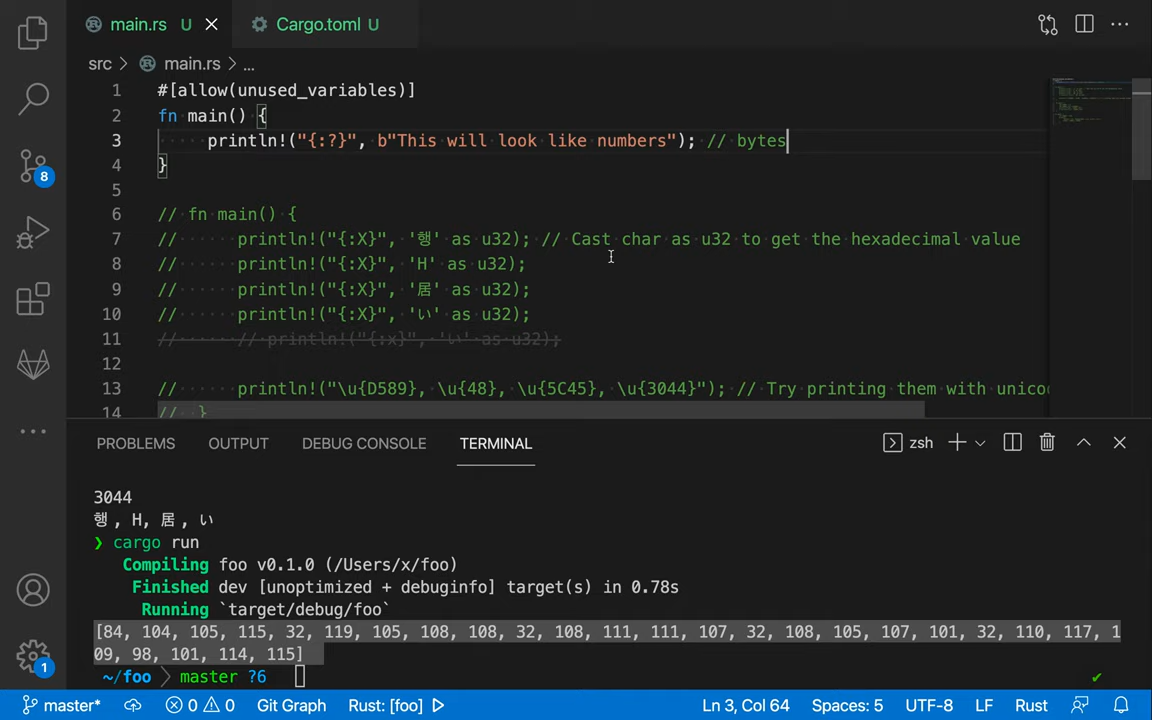 main.rs U Cargo.toml U
src > main.rs > ...
1 #[allow(unused_variables)]
2 fn main() {
3 println!("{:?}", b"This will look like numbers"); // bytes
4 }
5
6 // fn main() {
7 // println!("{:X}", '행' as u32); // Cast char as u32 to get the hexadecimal value
8 // println!("{:X}", 'H' as u32);
9 // println!("{:X}", '居' as u32);
10 // println!("{:X}", 'い' as u32);
11 // // println!("{:x}", 'い' as u32);
12
13 // println!("\u{D589}, \u{48}, \u{5C45}, \u{3044}"); // Try printing them with unico
14 // }
8
PROBLEMS OUTPUT DEBUG CONSOLE TERMINAL zsh
3044
행, H, 居, い
❯ cargo run
Compiling foo v0.1.0 (/Users/x/foo)
Finished dev [unoptimized + debuginfo] target(s) in 0.78s
Running `target/debug/foo`
[84, 104, 105, 115, 32, 119, 105, 108, 108, 32, 108, 111, 111, 107, 32, 108, 105, 107, 101, 32, 110, 117, 1
09, 98, 101, 114, 115]
~/foo master ?6 ✔
1
master* 0 0 Git Graph Rust: [foo] Ln 3, Col 64 Spaces: 5 UTF-8 LF Rust